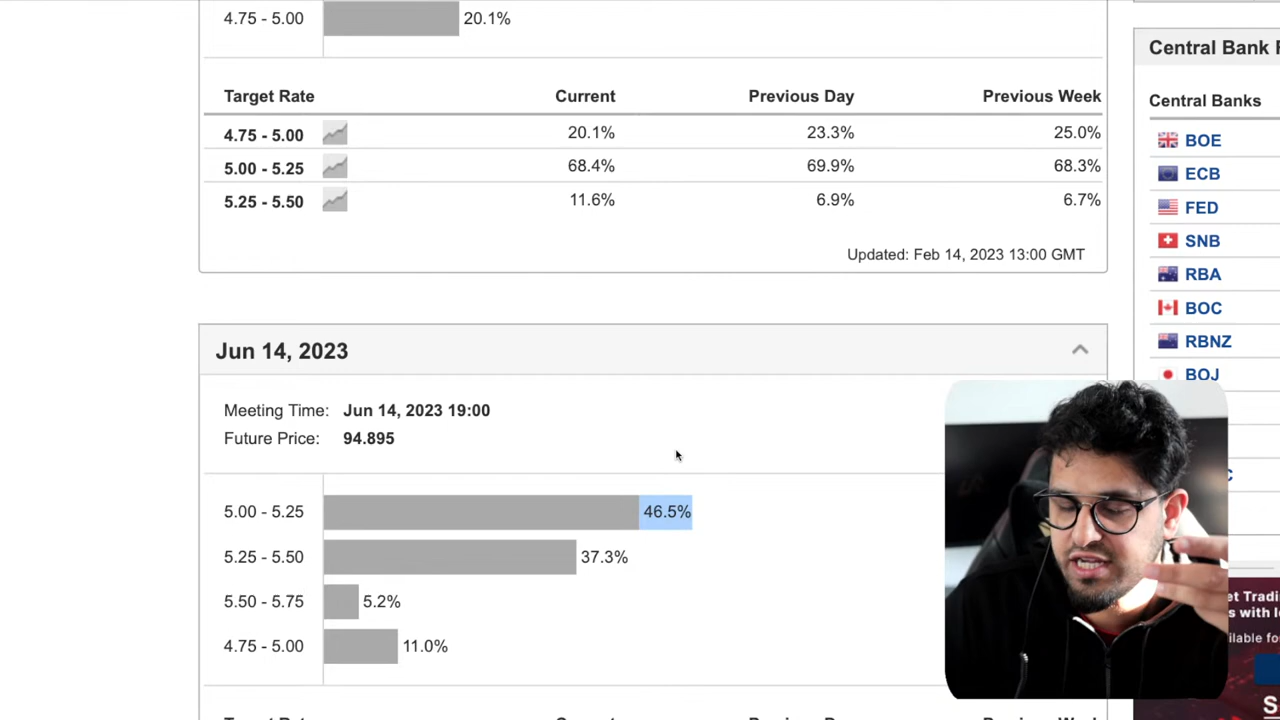 4.75 - 5.00 20.1%
Target Rate Current Previous Day Previous Week
4.75 - 5.00 20.1% 23.3% 25.0%
5.00 - 5.25 68.4% 69.9% 68.3%
5.25 - 5.50 11.6% 6.9% 6.7%
Updated: Feb 14, 2023 13:00 GMT
Jun 14, 2023
Meeting Time: Jun 14, 2023 19:00
Future Price: 94.895
5.00 - 5.25 46.5%
5.25 - 5.50 37.3%
5.50 - 5.75 5.2%
4.75 - 5.00 11.0%
Central Bank
Central Banks
BOE
ECB
FED
SNB
RBA
BOC
RBNZ
BOJ